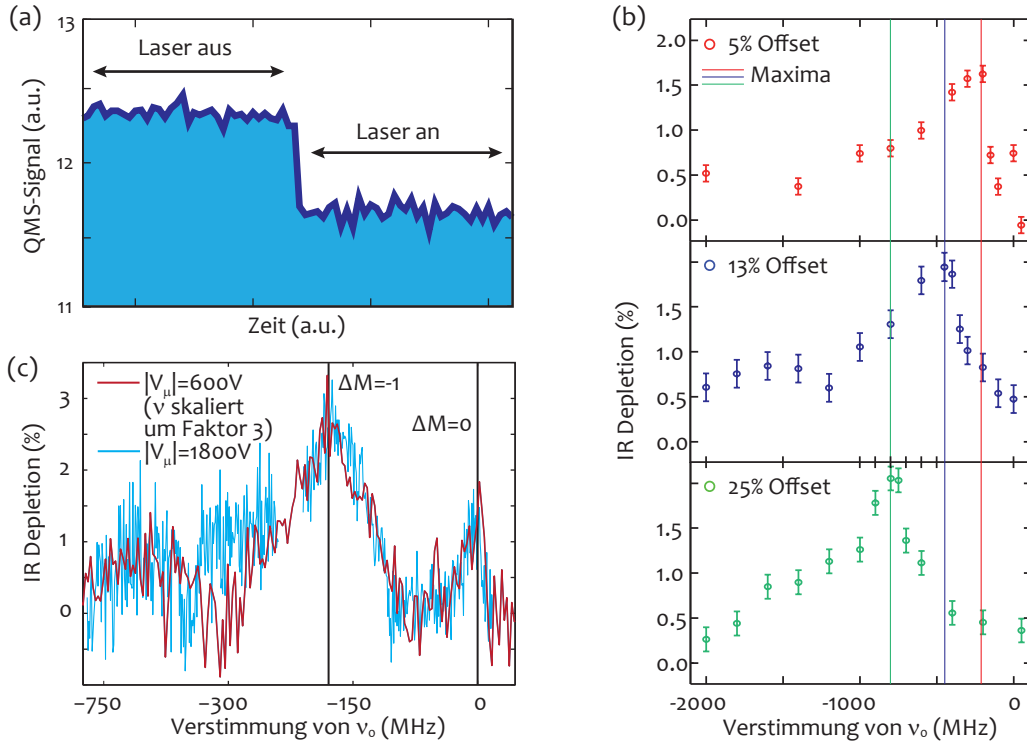 (a)
13
12
11
QMS-Signal (a.u.)
Laser aus
Laser an
Zeit (a.u.)
(b)
5% Offset
Maxima
2.0
1.5
1.0
0.5
0.0
13% Offset
1.5
1.0
0.5
0.0
IR Depletion (%)
25% Offset
2.0
1.5
1.0
0.5
0.0
-2000
-1000
0
Verstimmung von ν₀ (MHz)
(c)
|Vμ|=600V
(ν skaliert
um Faktor 3)
|Vμ|=1800V
ΔM=-1
ΔM=0
3
2
1
0
IR Depletion (%)
-750
-300
-150
0
Verstimmung von ν₀ (MHz)